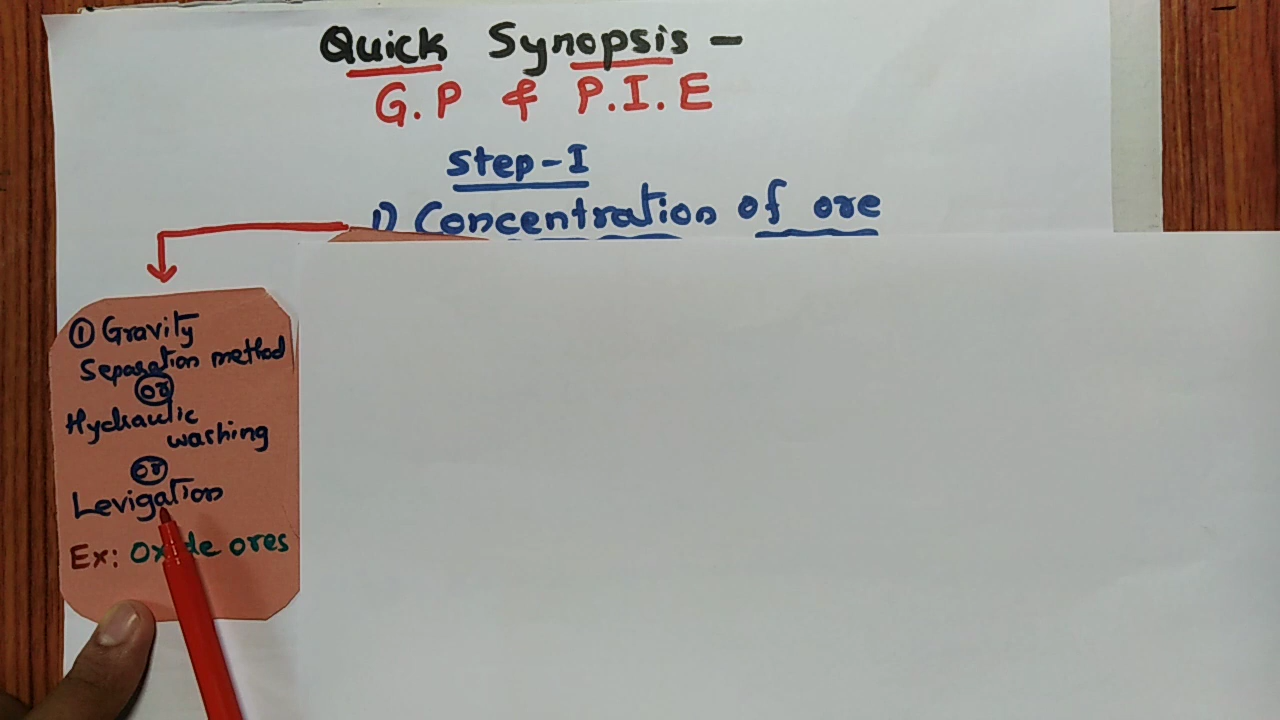 Quick Synopsis -
G.P & P.I.E
Step-I
1) Concentration of ore
① Gravity
Separation method
or
Hydraulic
washing
or
Levigation
Ex: Oxide ores